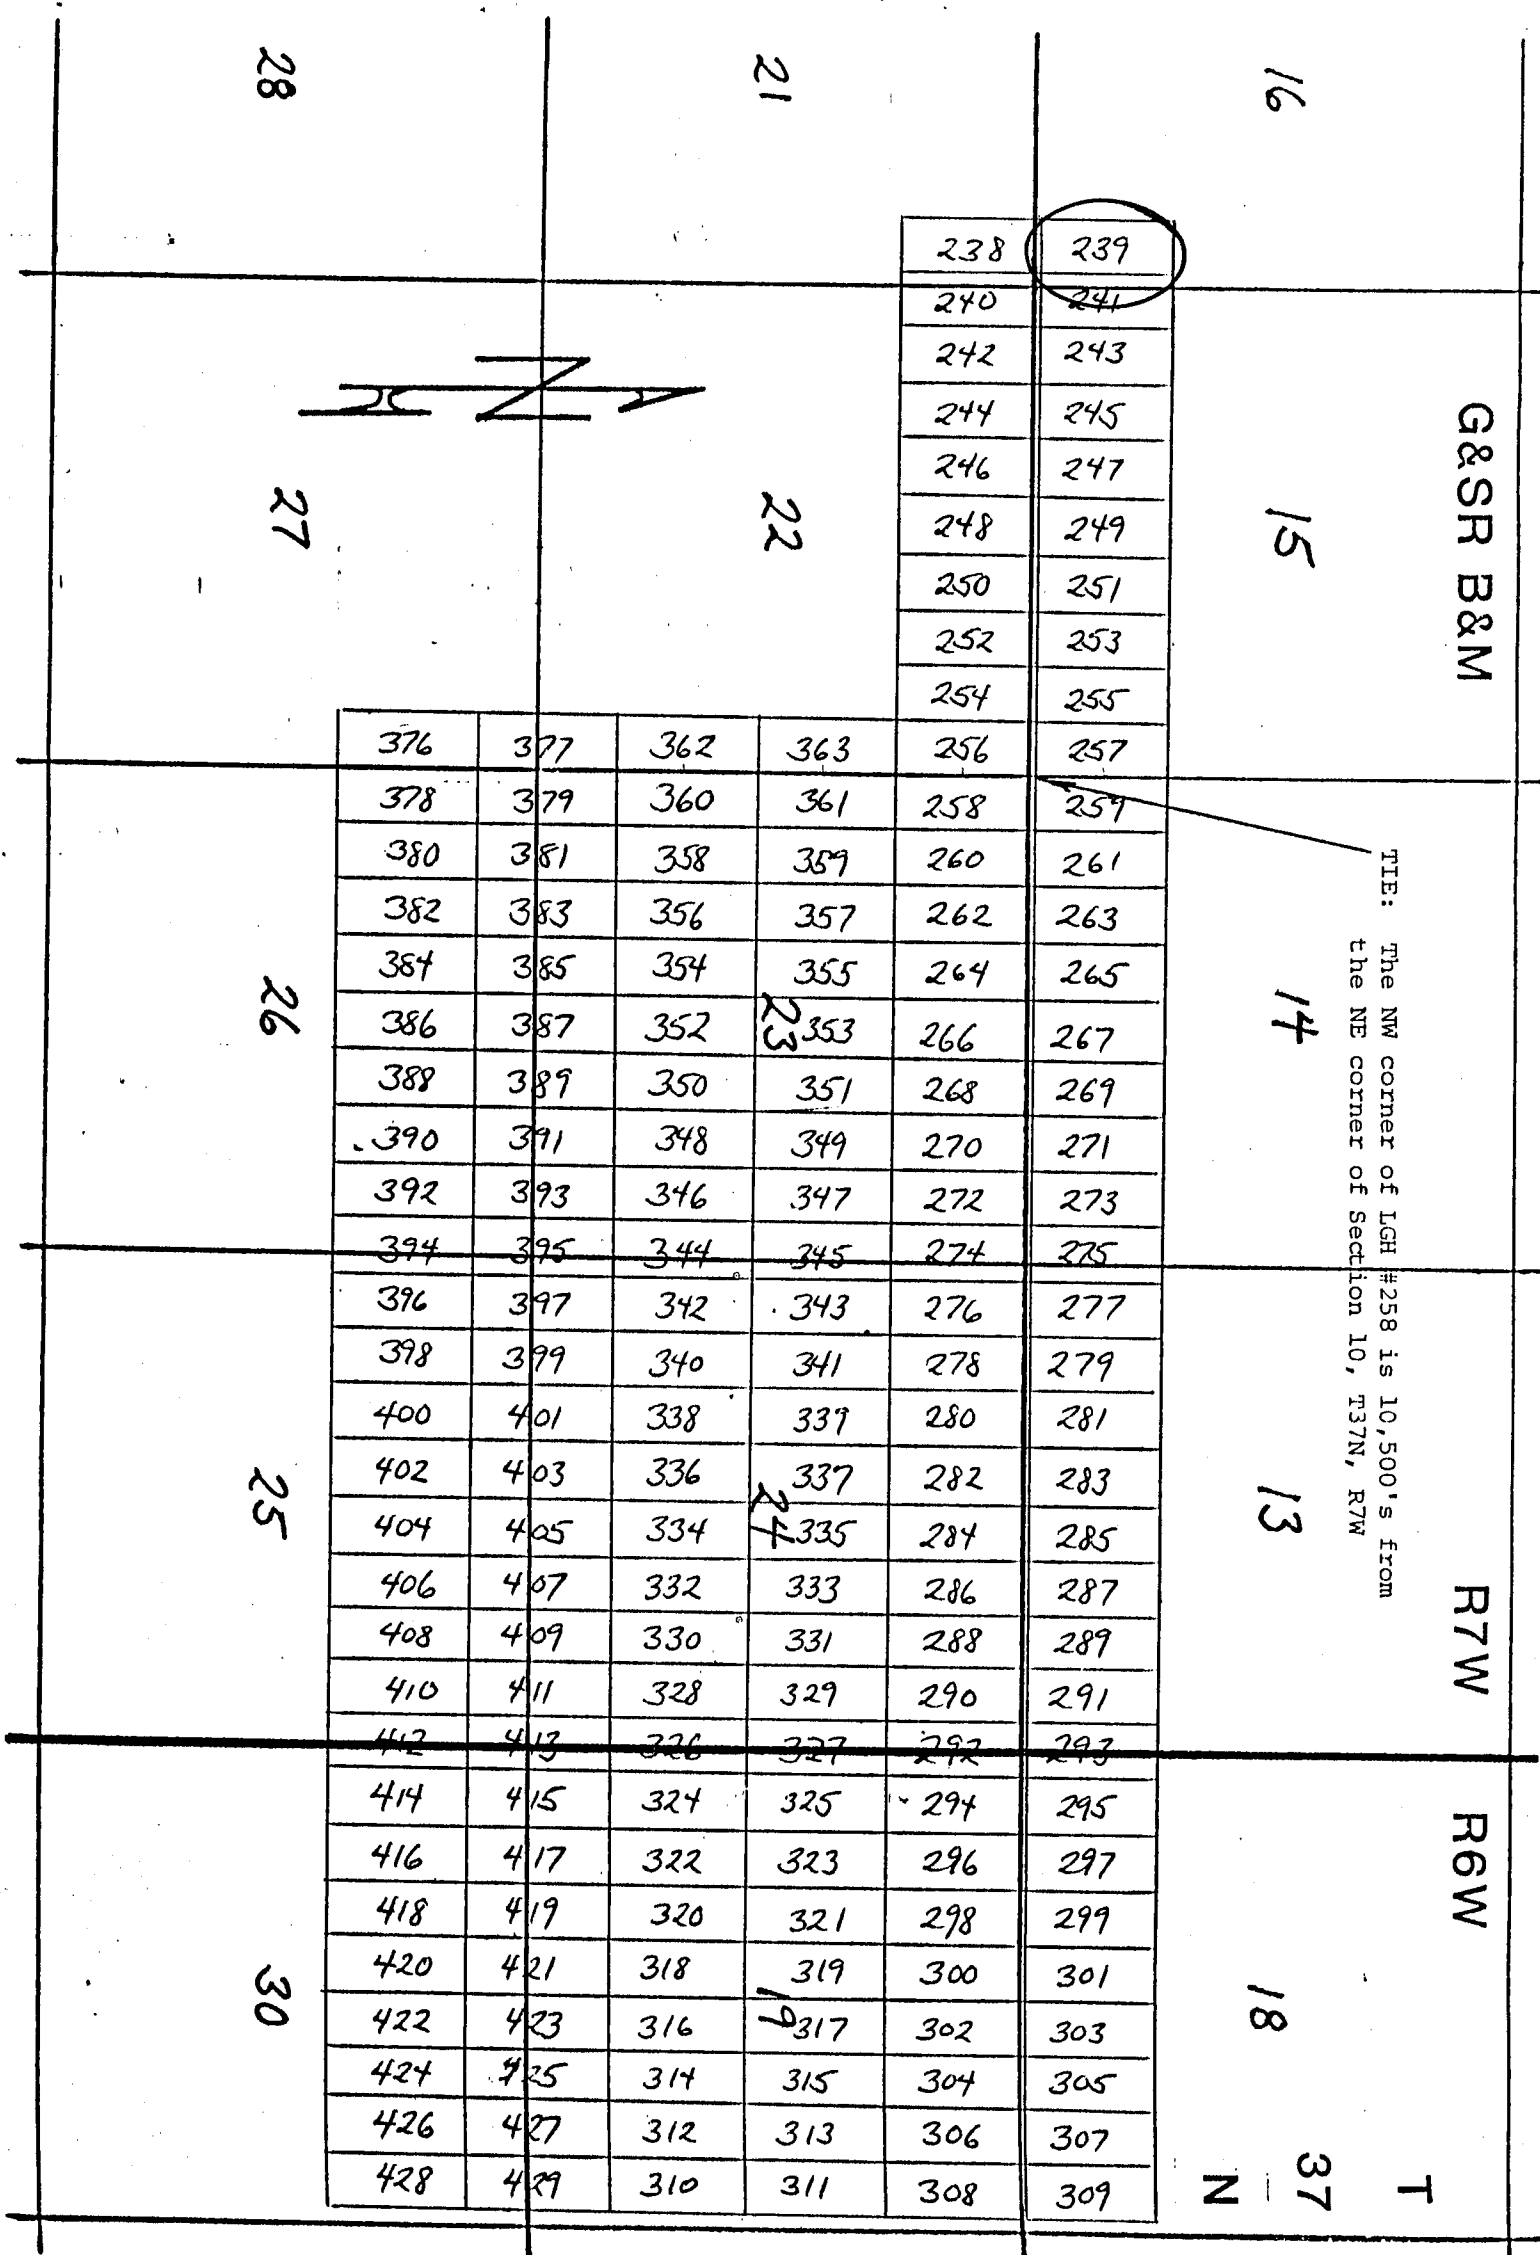 G&SR B&M
R7W
R6W
T
37
N
TIE: The NW corner of LGH #258 is 10,500's from
the NE corner of Section 10, T37N, R7W
16
15
14
13
18
21
22
23
24
19
28
27
26
25
30
N
238 239
240 241
242 243
244 245
246 247
248 249
250 251
252 253
254 255
376 377 362 363 256 257
378 379 360 361 258 259
380 381 358 359 260 261
382 383 356 357 262 263
384 385 354 355 264 265
386 387 352 353 266 267
388 389 350 351 268 269
390 391 348 349 270 271
392 393 346 347 272 273
394 395 344 345 274 275
396 397 342 343 276 277
398 399 340 341 278 279
400 401 338 339 280 281
402 403 336 337 282 283
404 405 334 335 284 285
406 407 332 333 286 287
408 409 330 331 288 289
410 411 328 329 290 291
412 413 326 327 292 293
414 415 324 325 294 295
416 417 322 323 296 297
418 419 320 321 298 299
420 421 318 319 300 301
422 423 316 317 302 303
424 425 314 315 304 305
426 427 312 313 306 307
428 429 310 311 308 309